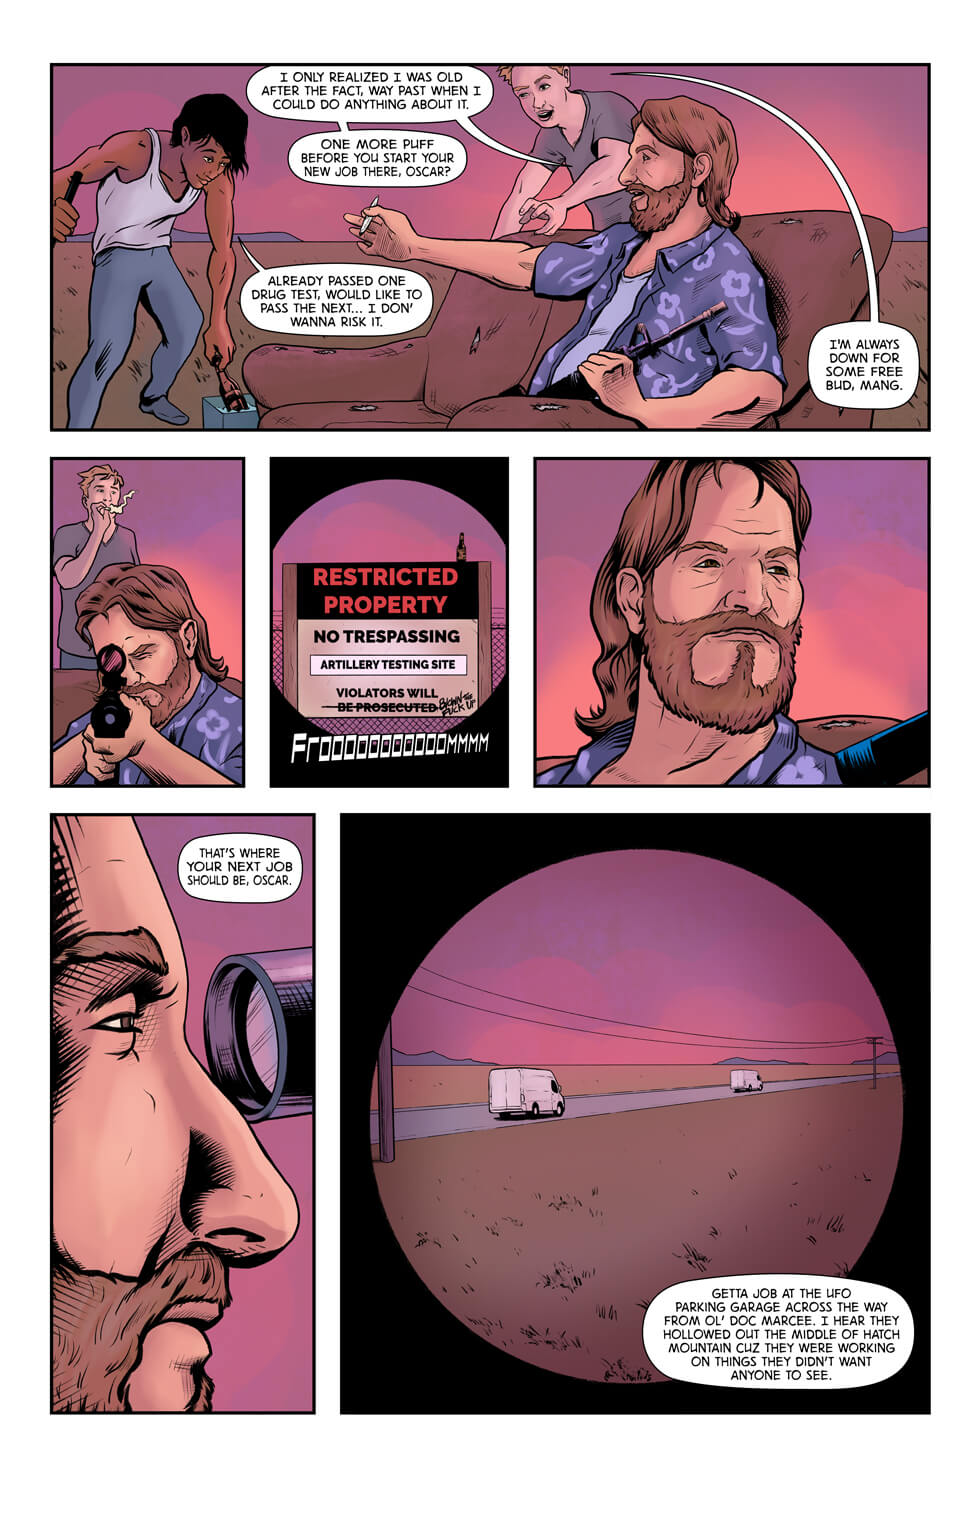 I ONLY REALIZED I WAS OLD
AFTER THE FACT, WAY PAST WHEN I
COULD DO ANYTHING ABOUT IT.
ONE MORE PUFF
BEFORE YOU START YOUR
NEW JOB THERE, OSCAR?
ALREADY PASSED ONE
DRUG TEST, WOULD LIKE TO
PASS THE NEXT... I DON'
WANNA RISK IT.
I'M ALWAYS
DOWN FOR
SOME FREE
BUD, MANG.
RESTRICTED
PROPERTY
NO TRESPASSING
ARTILLERY TESTING SITE
VIOLATORS WILL
BE PROSECUTED BLOWN THE
FUCK UP
FrOOOOOOOOOOOMMMM
THAT'S WHERE
YOUR NEXT JOB
SHOULD BE, OSCAR.
GETTA JOB AT THE UFO
PARKING GARAGE ACROSS THE WAY
FROM OL' DOC MARCEE. I HEAR THEY
HOLLOWED OUT THE MIDDLE OF HATCH
MOUNTAIN CUZ THEY WERE WORKING
ON THINGS THEY DIDN'T WANT
ANYONE TO SEE.